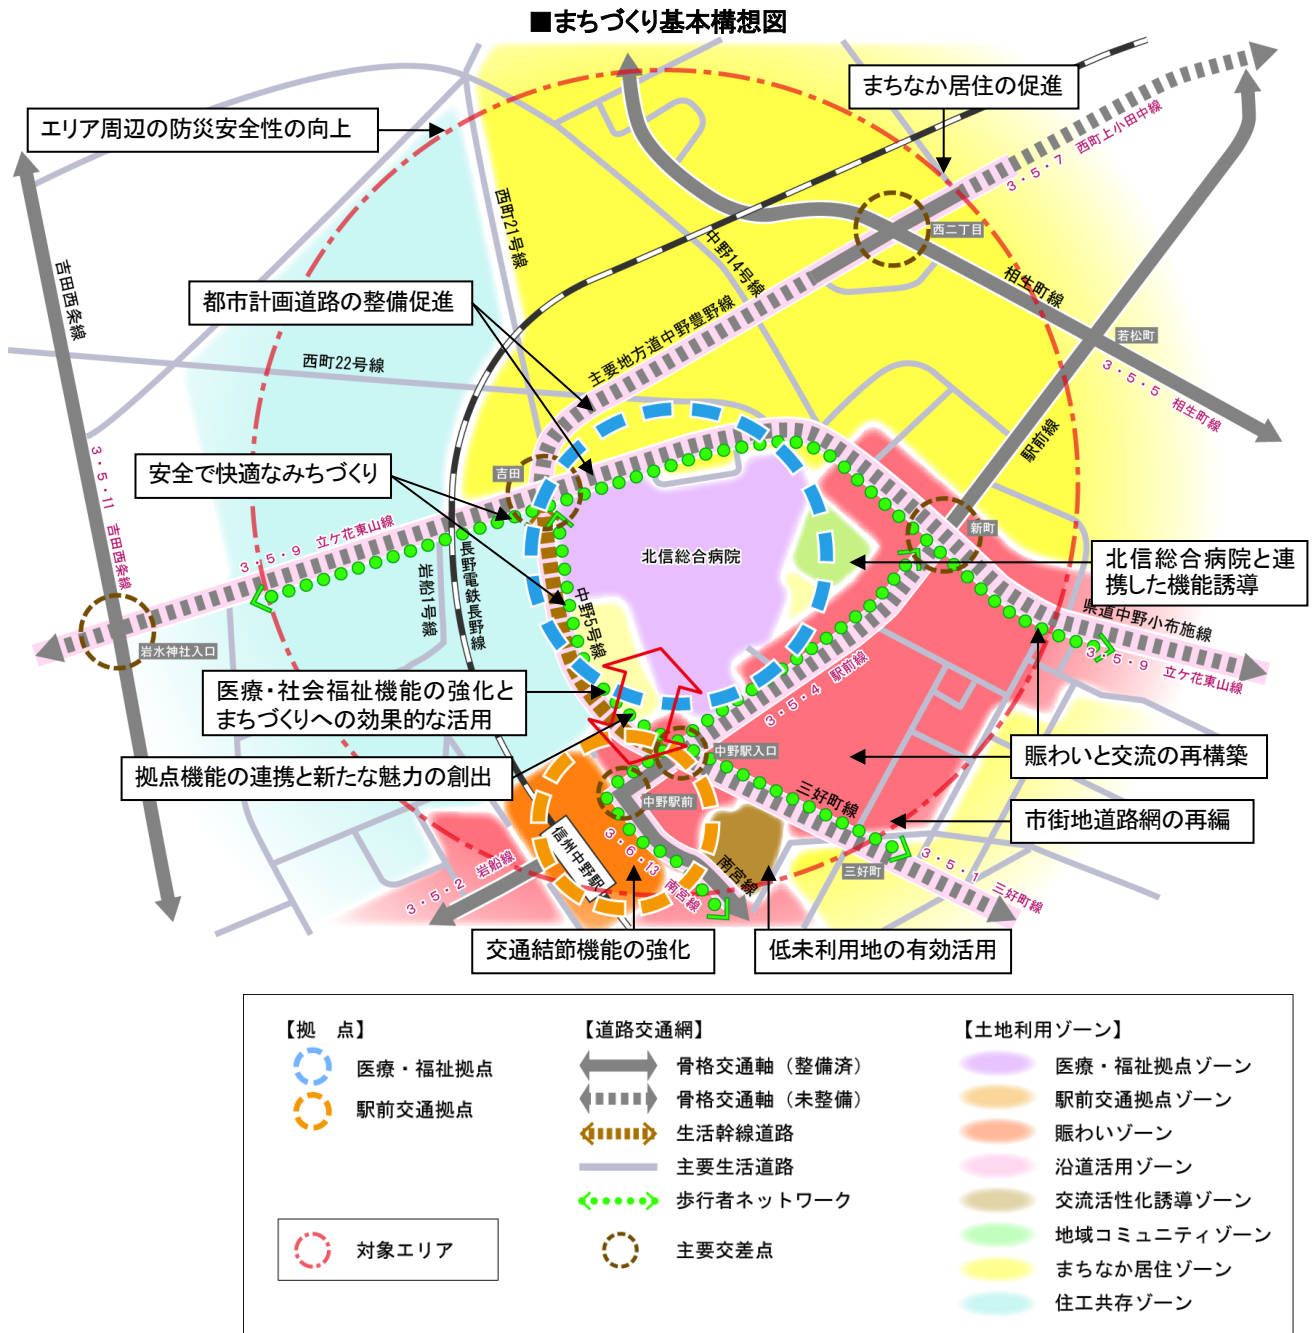 ■まちづくり基本構想図
まちなか居住の促進
エリア周辺の防災安全性の向上
3・5・7 西町上小田中線
西町21号線
西二丁目
中野14号線
吉田西条線
相生町線
都市計画道路の整備促進
若松町
主要地方道中野豊野線
西町22号線
3・5・5 相生町線
駅前線
安全で快適なみちづくり
吉田
3・5・11 吉田西条線
新町
3・5・9 立ケ花東山線
北信総合病院
北信総合病院と連
携した機能誘導
長野電鉄長野線
岩船1号線
中野5号線
県道中野小布施線
岩水神社入口
3・5・9 立ケ花東山線
医療・社会福祉機能の強化と
まちづくりへの効果的な活用
3・5・4 駅前線
賑わいと交流の再構築
中野駅入口
拠点機能の連携と新たな魅力の創出
中野駅前
三好町線
市街地道路網の再編
信州中野駅
3・6・13 南宮線
南宮線
三好町
3・5・1 三好町線
3・5・2 岩船線
交通結節機能の強化
低未利用地の有効活用
【拠 点】
医療・福祉拠点
駅前交通拠点
対象エリア
【道路交通網】
骨格交通軸（整備済）
骨格交通軸（未整備）
生活幹線道路
主要生活道路
歩行者ネットワーク
主要交差点
【土地利用ゾーン】
医療・福祉拠点ゾーン
駅前交通拠点ゾーン
賑わいゾーン
沿道活用ゾーン
交流活性化誘導ゾーン
地域コミュニティゾーン
まちなか居住ゾーン
住工共存ゾーン